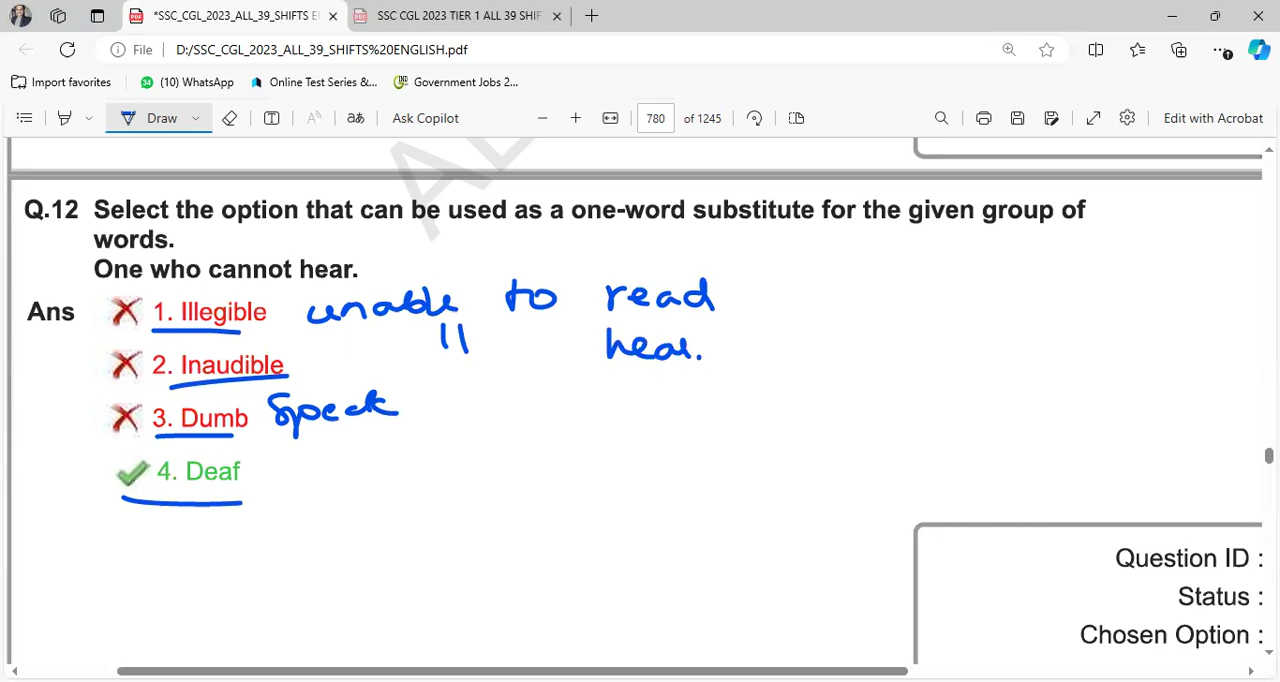 *SSC_CGL_2023_ALL_39_SHIFTS E
SSC CGL 2023 TIER 1 ALL 39 SHIF
File D:/SSC_CGL_2023_ALL_39_SHIFTS%20ENGLISH.pdf
Import favorites (10) WhatsApp Online Test Series &... Government Jobs 2...
Draw Ask Copilot 780 of 1245 Edit with Acrobat
AL
Q.12 Select the option that can be used as a one-word substitute for the given group of
words.
One who cannot hear.
Ans 1. Illegible unable to read
2. Inaudible 11 hear.
3. Dumb Speak
4. Deaf
Question ID :
Status :
Chosen Option :